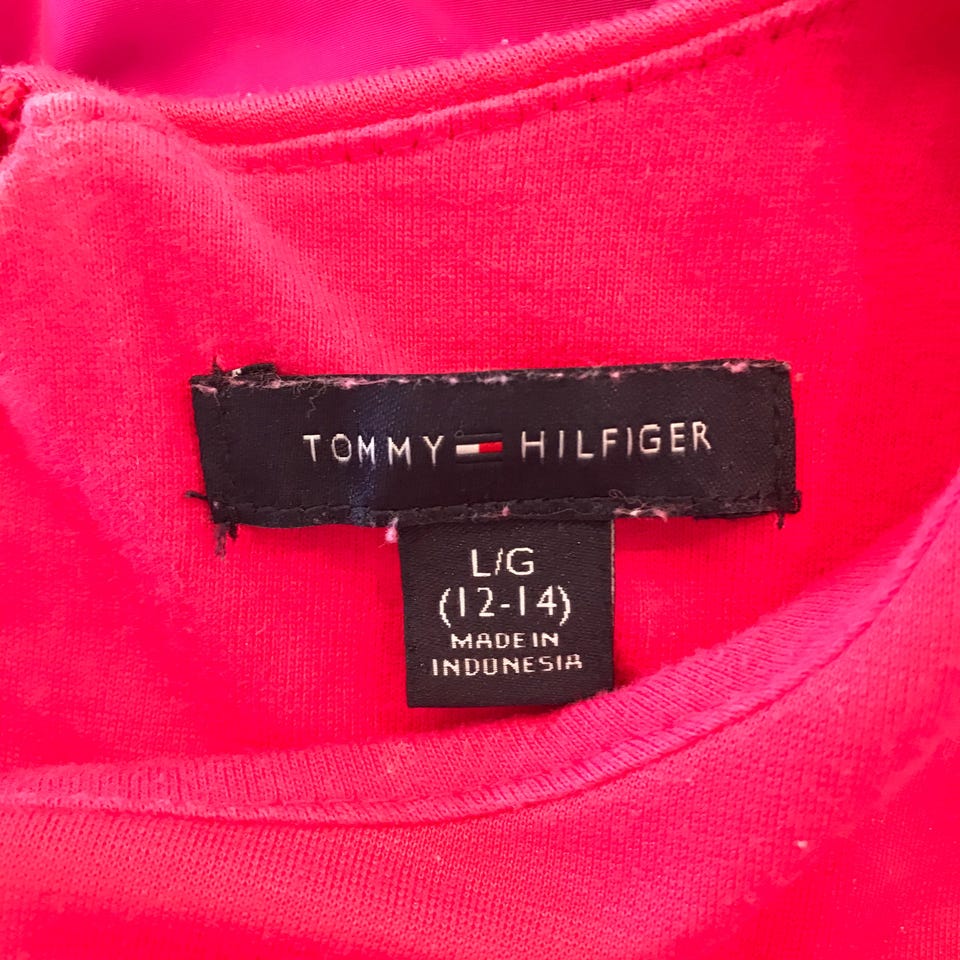 TOMMY HILFIGER
L/G
(12-14)
MADE IN
INDONESIA